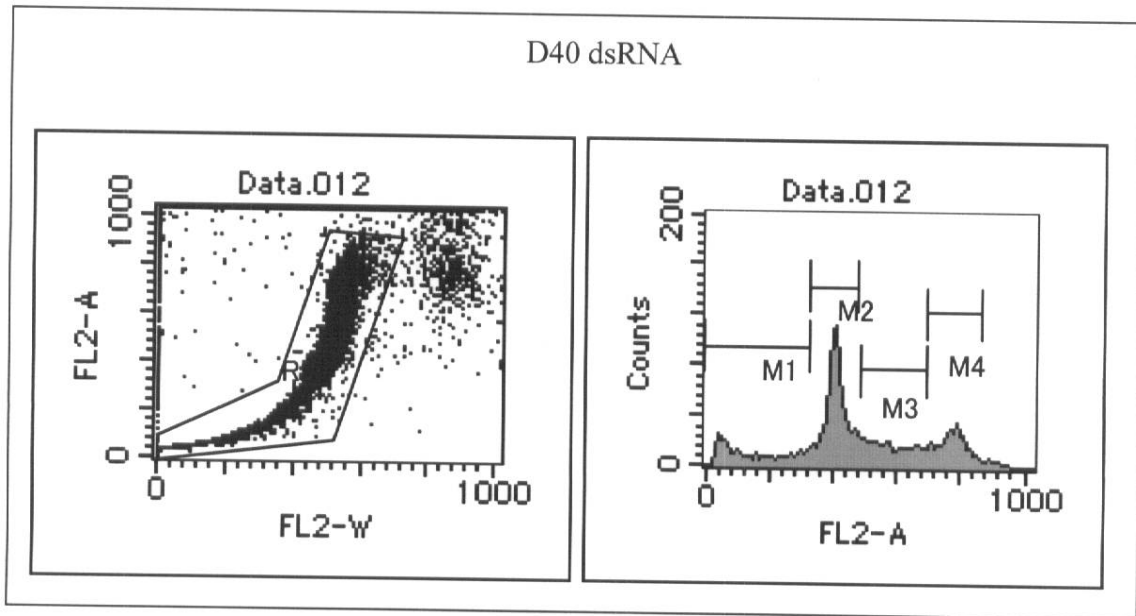 D40 dsRNA
Data.012
1000
FL2-A
0
R
0
1000
FL2-W
Data.012
200
Counts
0
M2
M1
M4
M3
0
1000
FL2-A